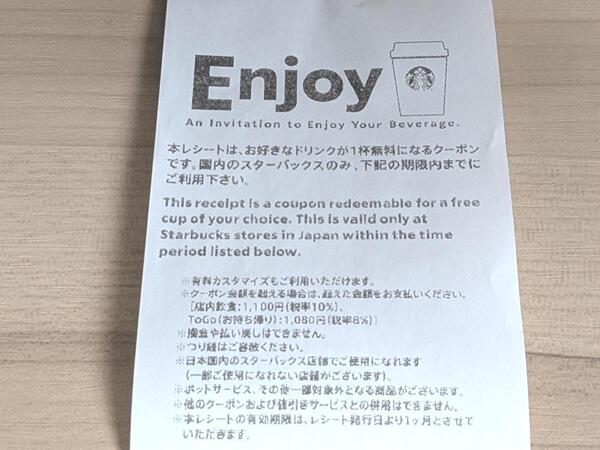 Enjoy
An Invitation to Enjoy Your Beverage.
本レシートは、お好きなドリンクが1杯無料になるクーポン
です。国内のスターバックスのみ、下記の期限内までに
ご利用下さい。
This receipt is a coupon redeemable for a free
cup of your choice. This is valid only at
Starbucks stores in Japan within the time
period listed below.
※有料カスタマイズもご利用いただけます。
※クーポン金額を超える場合は、超えた金額をお支払いください。
[店内飲食:1,100円(税率10%)、
ToGo(お持ち帰り):1,080円(税率8%)]
※換金や払い戻しはできません。
※つり銭はご容赦ください。
※日本国内のスターバックス店舗でご使用になれます
(一部ご使用になれない店舗がございます)。
※ポットサービス、その他一部対象外となる商品がございます。
※他のクーポンおよび値引きサービスとの併用はできません。
※本レシートの有効期限は、レシート発行日より1ヶ月とさせて
いただきます。